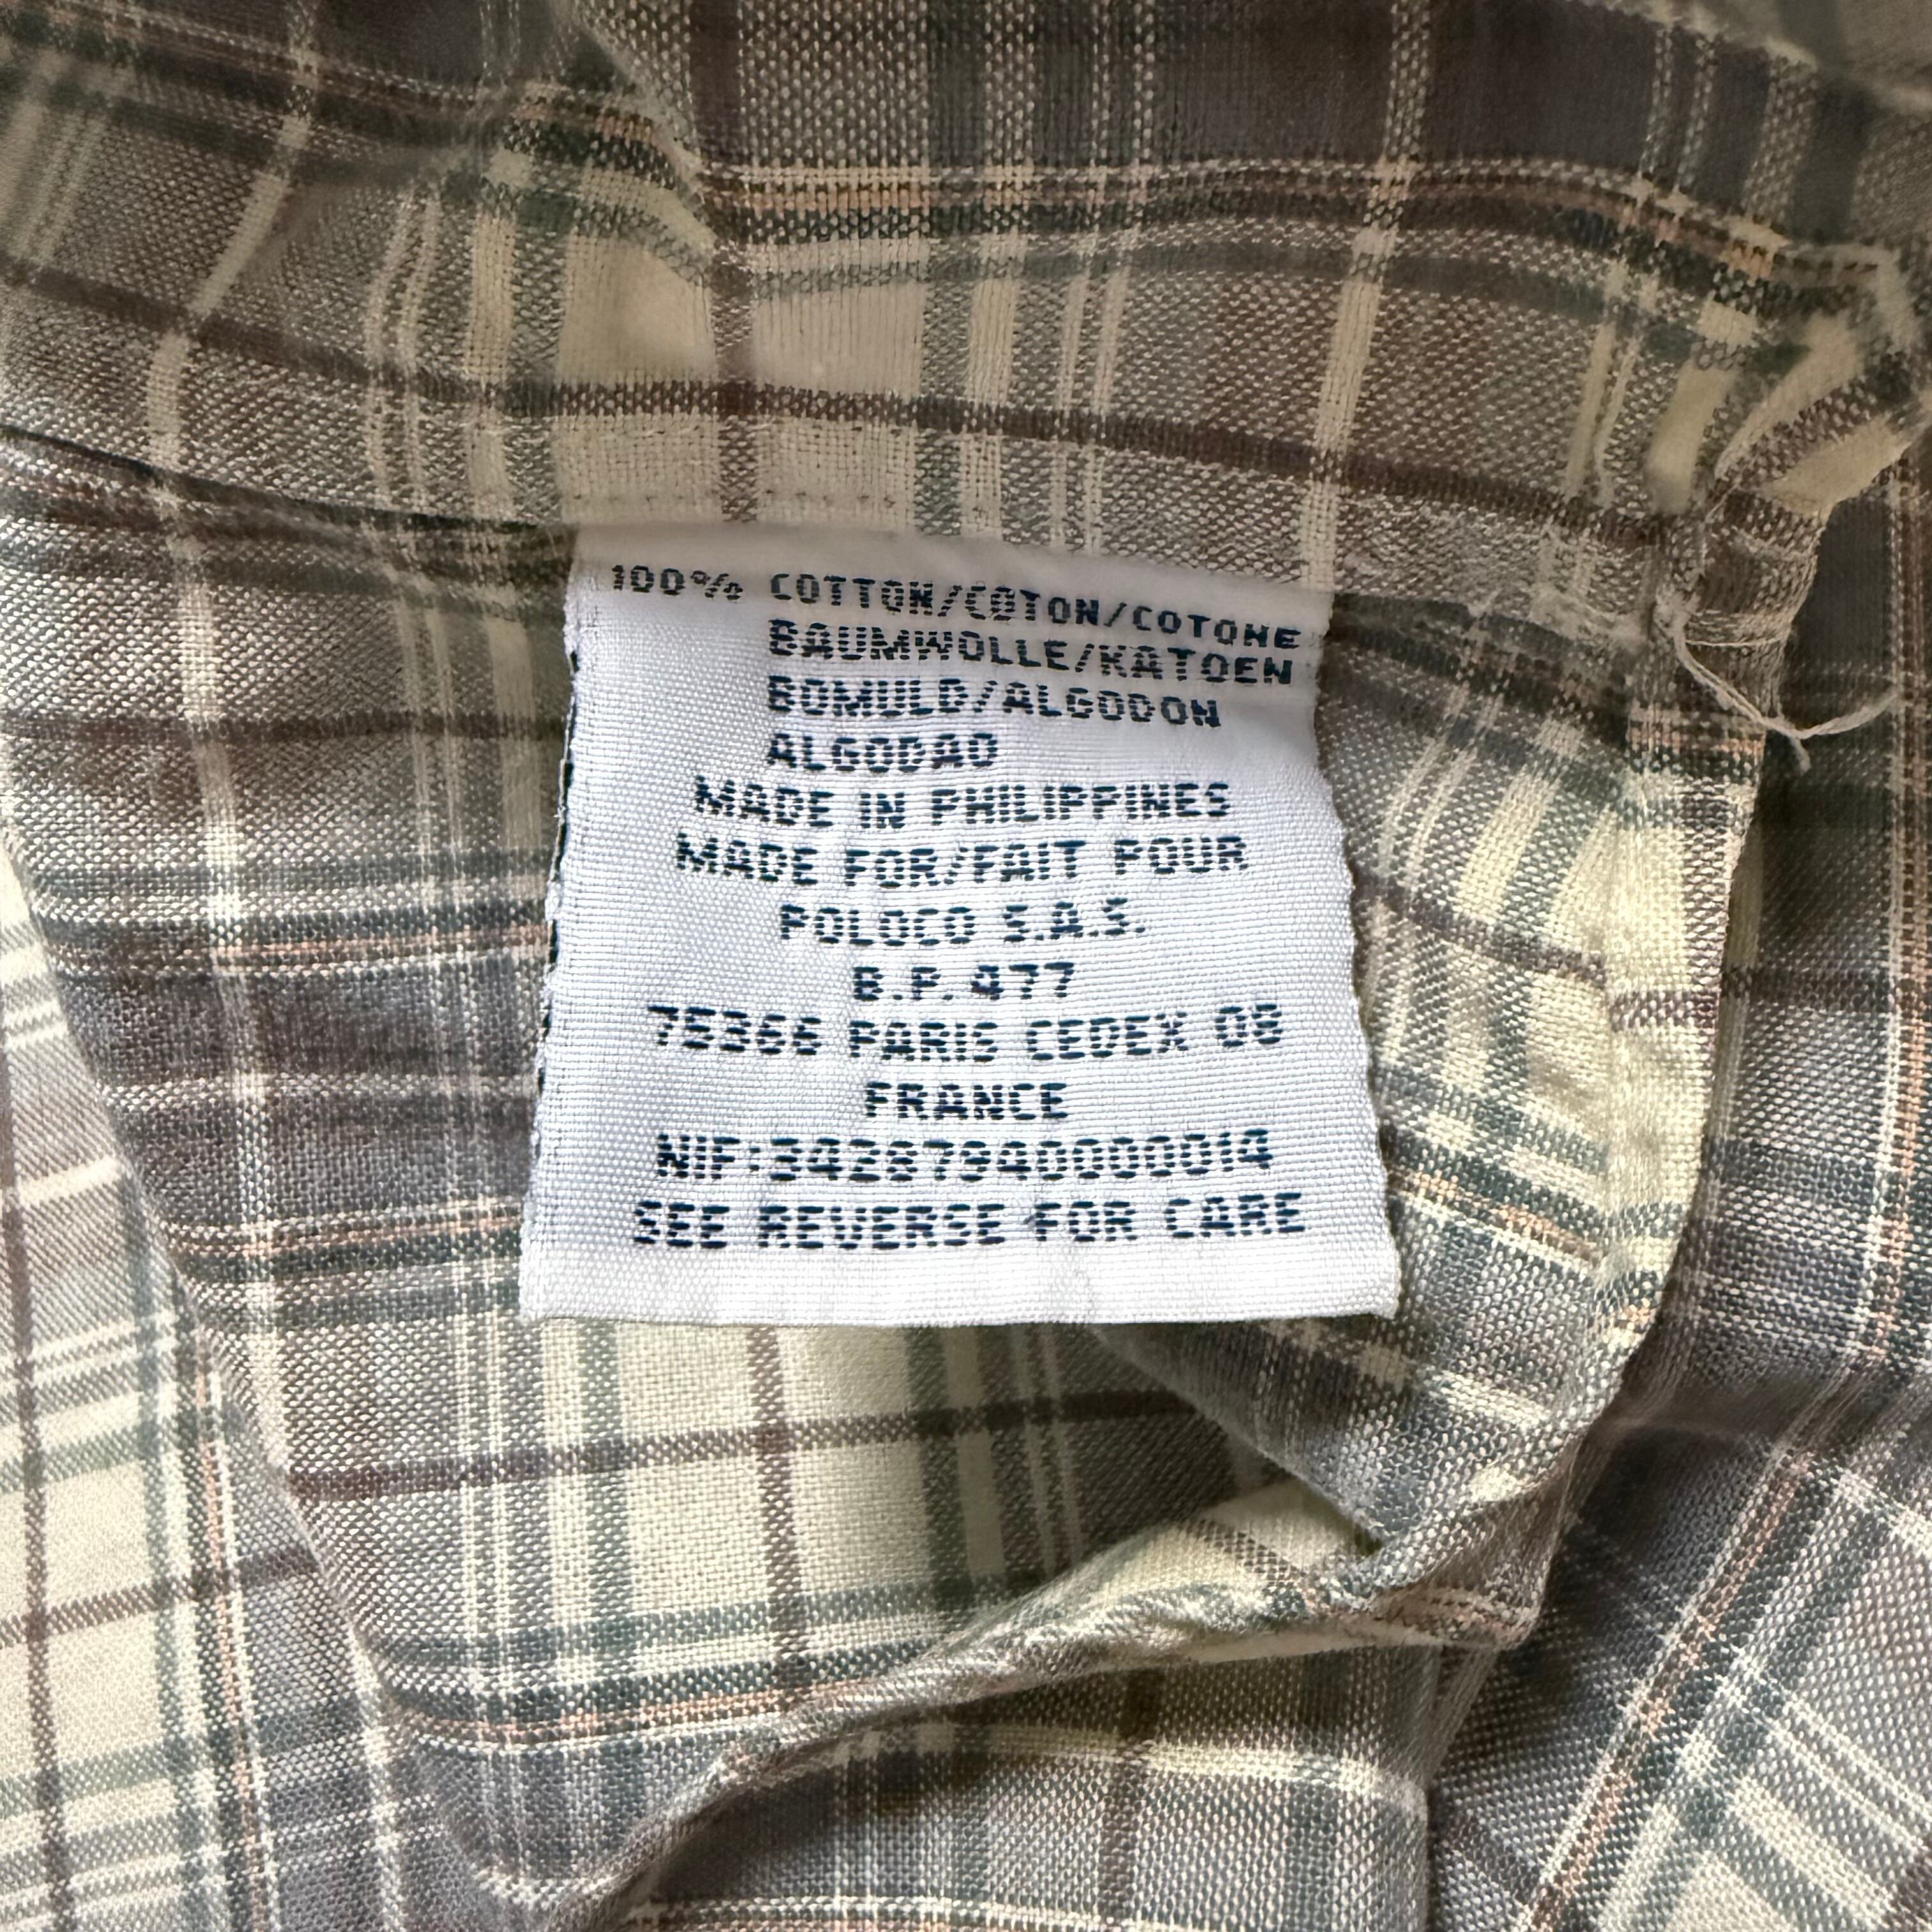 100% COTTON/COTON/COTONE
BAUMWOLLE/KATOEN
BOMULD/ALGODON
ALGODAO
MADE IN PHILIPPINES
MADE FOR/FAIT POUR
POLOCO S.A.S.
B.P. 477
75366 PARIS CEDEX 08
FRANCE
NIF:34287940000014
SEE REVERSE FOR CARE